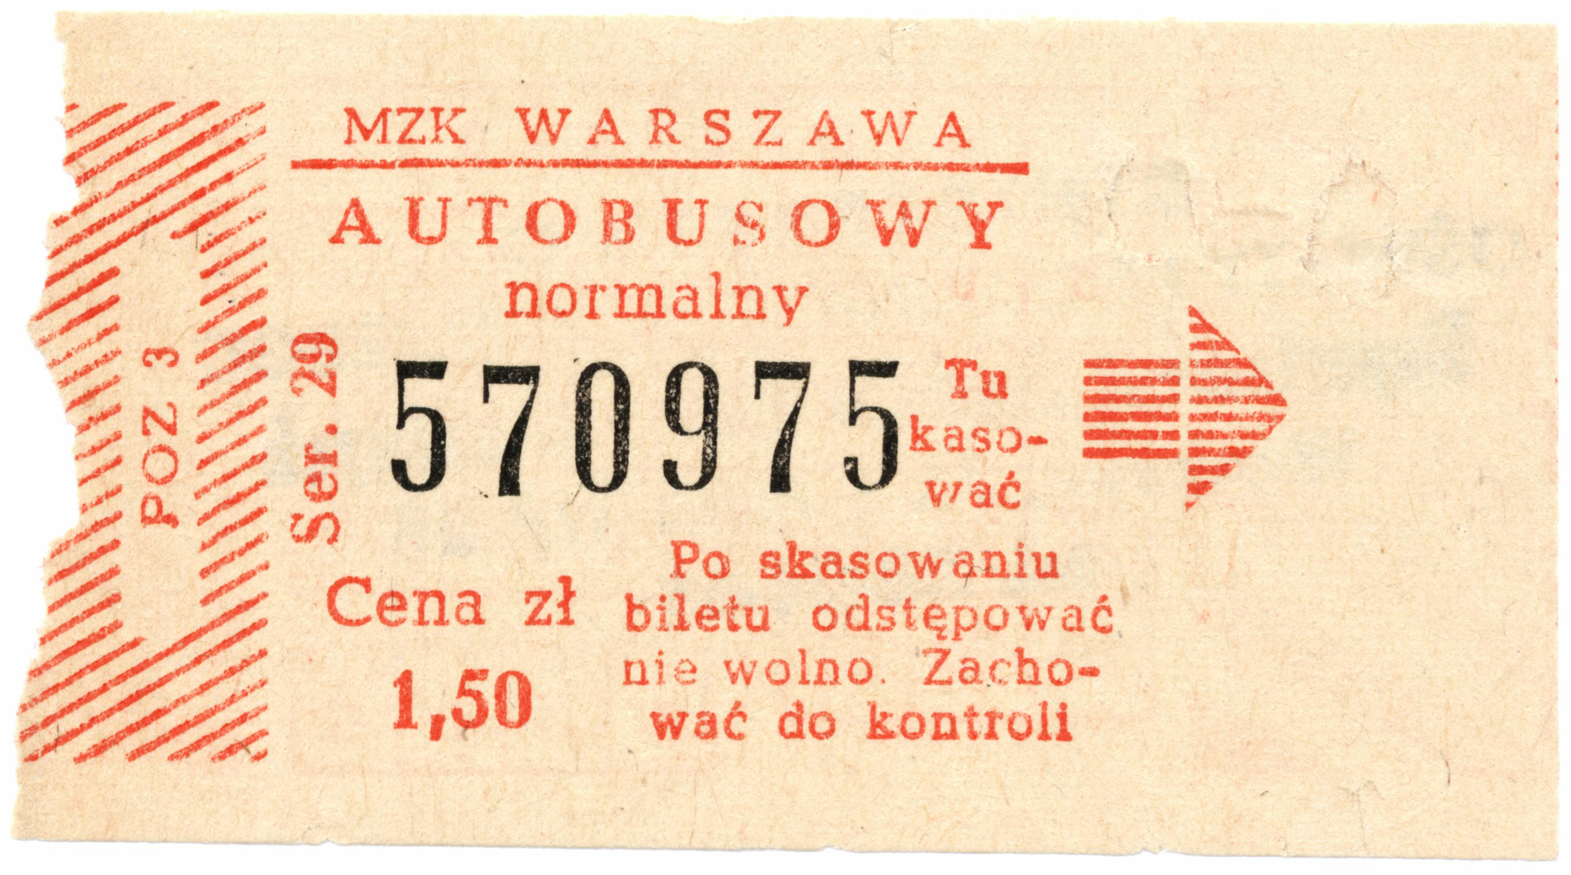 MZK WARSZAWA
AUTOBUSOWY
normalny
POZ 3
Ser. 29
570975
Tu
kaso-
wać
Cena zł
1,50
Po skasowaniu
biletu odstępować
nie wolno. Zacho-
wać do kontroli